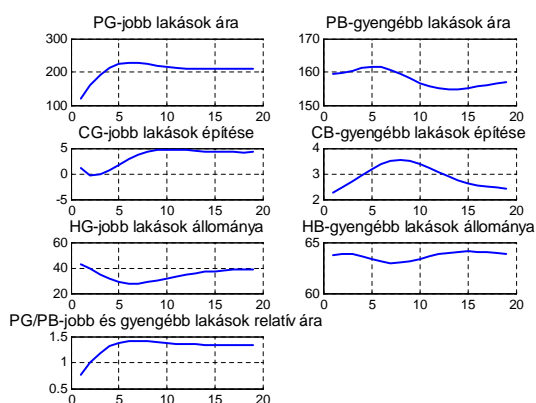 PG-jobb lakások ára
300
200
100
0 5 10 15 20
PB-gyengébb lakások ára
170
160
150
0 5 10 15 20
CG-jobb lakások építése
5
0
-5
0 5 10 15 20
CB-gyengébb lakások építése
4
3
2
0 5 10 15 20
HG-jobb lakások állománya
60
40
20
0 5 10 15 20
HB-gyengébb lakások állománya
65
60
0 5 10 15 20
PG/PB-jobb és gyengébb lakások relatív ára
1.5
1
0.5
0 5 10 15 20